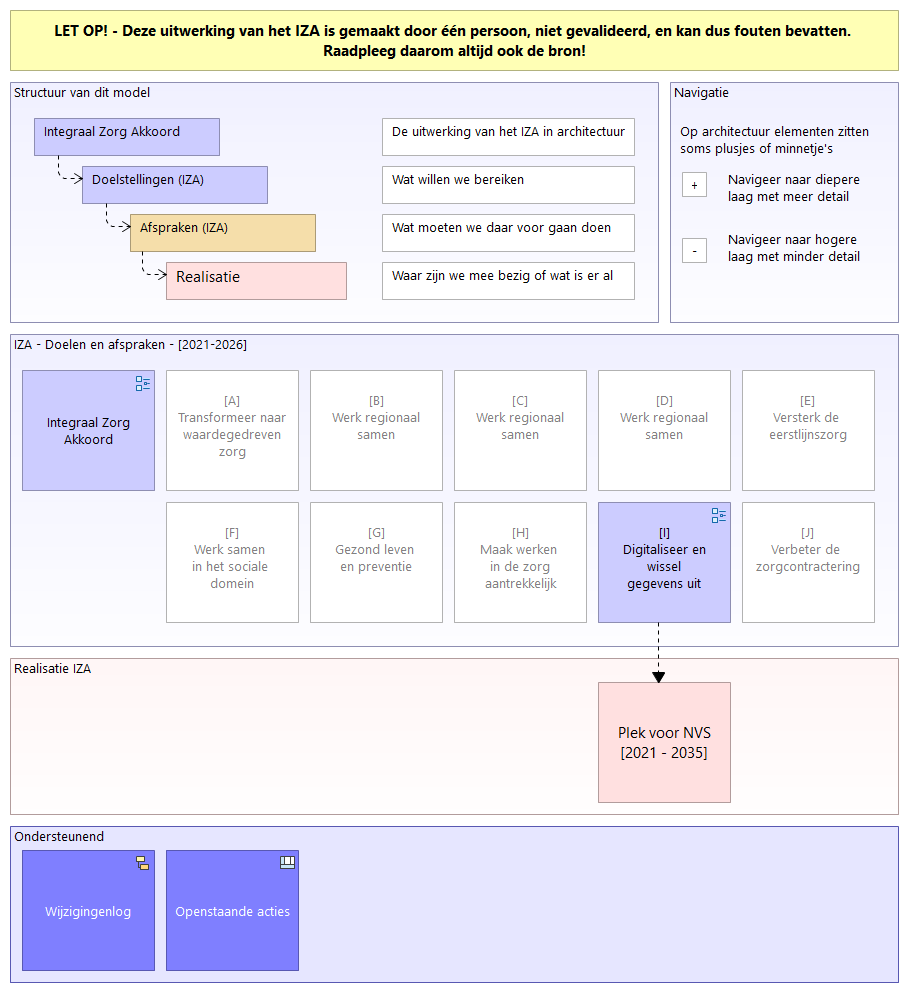 LET OP! - Deze uitwerking van het IZA is gemaakt door één persoon, niet gevalideerd, en kan dus fouten bevatten.
Raadpleeg daarom altijd ook de bron!
Structuur van dit model
Integraal Zorg Akkoord
De uitwerking van het IZA in architectuur
Doelstellingen (IZA)
Wat willen we bereiken
Afspraken (IZA)
Wat moeten we daar voor gaan doen
Realisatie
Waar zijn we mee bezig of wat is er al
Navigatie
Op architectuur elementen zitten
soms plusjes of minnetje's
+
Navigeer naar diepere
laag met meer detail
-
Navigeer naar hogere
laag met minder detail
IZA - Doelen en afspraken - [2021-2026]
Integraal Zorg
Akkoord
[A]
Transformeer naar
waardegedreven
zorg
[B]
Werk regionaal
samen
[C]
Werk regionaal
samen
[D]
Werk regionaal
samen
[E]
Versterk de
eerstlijnszorg
[F]
Werk samen
in het sociale
domein
[G]
Gezond leven
en preventie
[H]
Maak werken
in de zorg
aantrekkelijk
[I]
Digitaliseer en
wissel
gegevens uit
[J]
Verbeter de
zorgcontractering
Realisatie IZA
Plek voor NVS
[2021 - 2035]
Ondersteunend
Wijzigingenlog
Openstaande acties